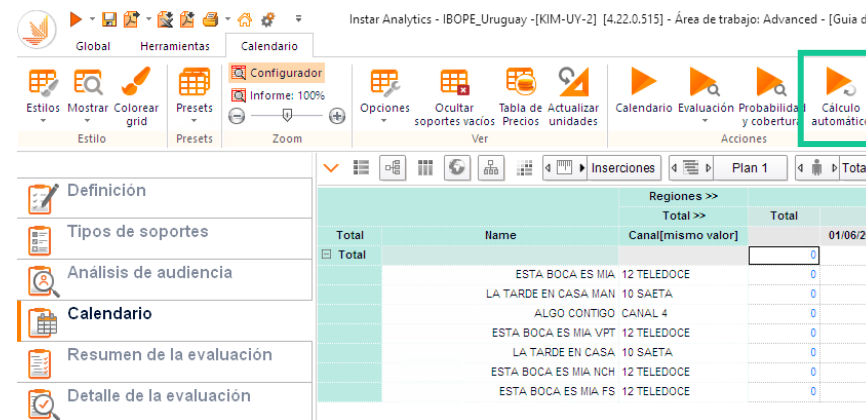 Instar Analytics - IBOPE_Uruguay -[KIM-UY-2] [4.22.0.515] - Área de trabajo: Advanced - [Guia d
Global Herramientas Calendario
Configurador
Informe: 100%
Estilos Mostrar Colorear grid Presets Opciones Ocultar soportes vacíos Tabla de Precios Actualizar unidades Calendario Evaluación Probabilidad y cobertura Cálculo automático
Estilo Presets Zoom Ver Acciones
Inserciones Plan 1 Tota
Definición
Tipos de soportes
Análisis de audiencia
Calendario
Resumen de la evaluación
Detalle de la evaluación
Regiones >>
Total >> Total
Total Name Canal[mismo valor] 01/06/2
Total 0
ESTA BOCA ES MIA 12 TELEDOCE 0
LA TARDE EN CASA MAN 10 SAETA 0
ALGO CONTIGO CANAL 4 0
ESTA BOCA ES MIA VPT 12 TELEDOCE 0
LA TARDE EN CASA 10 SAETA 0
ESTA BOCA ES MIA NCH 12 TELEDOCE 0
ESTA BOCA ES MIA FS 12 TELEDOCE 0